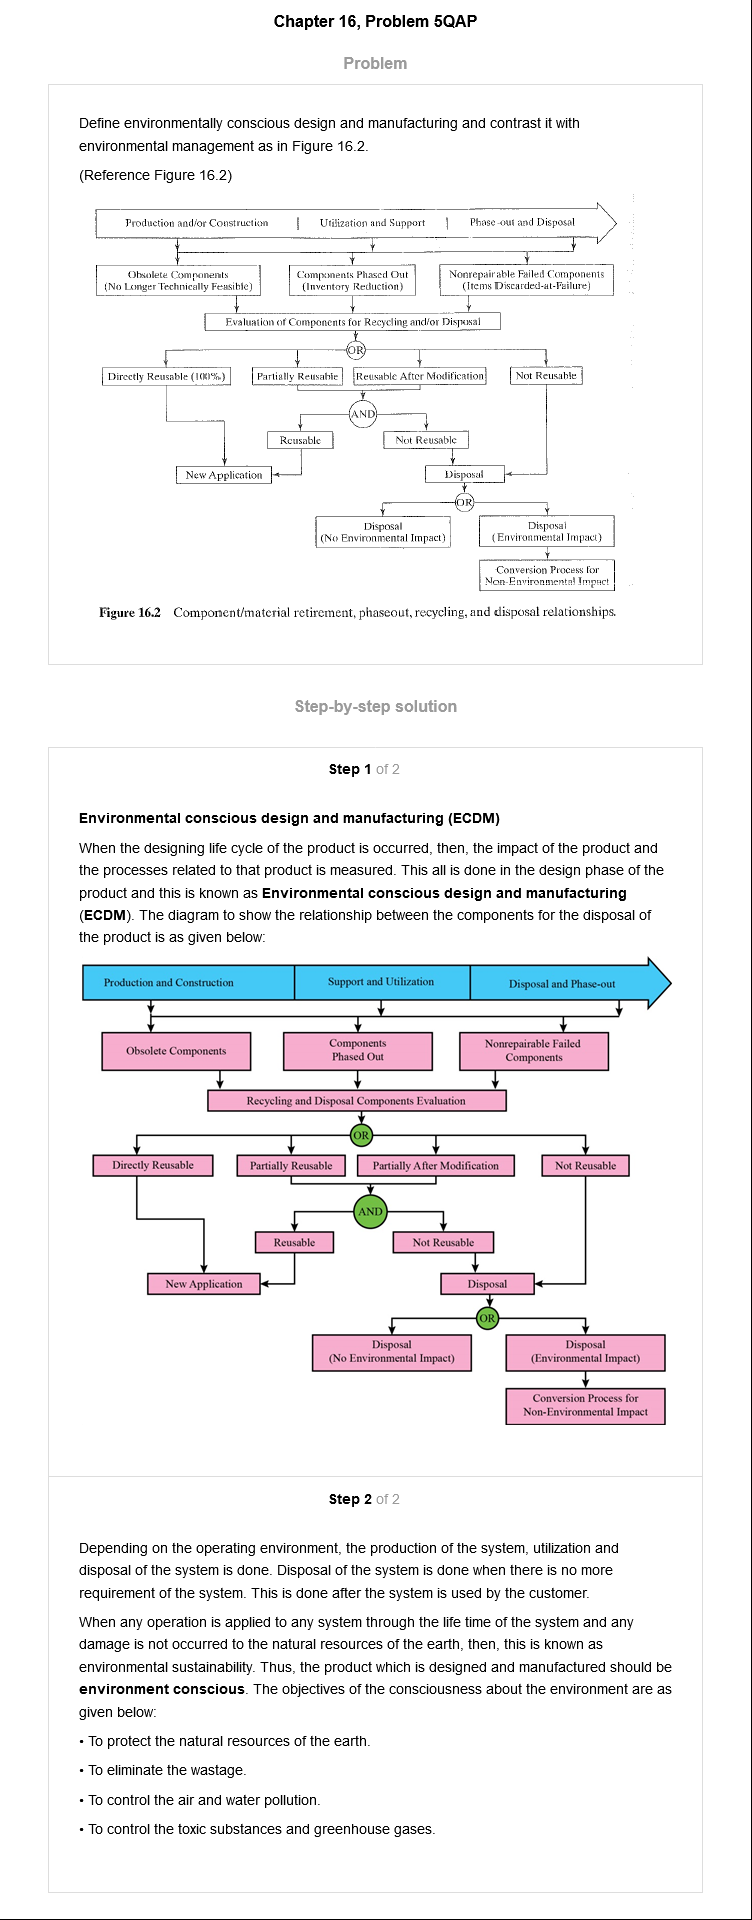 Chapter 16, Problem 5QAP
Problem
Define environmentally conscious design and manufacturing and contrast it with
environmental management as in Figure 16.2.
(Reference Figure 16.2)
Production and/or Construction | Utilization and Support | Phase-out and Disposal
Obsolete Components
(No Longer Technically Feasible)
Components Phased Out
(Inventory Reduction)
Nonrepairable Failed Components
(Items Discarded-at-Failure)
Evaluation of Components for Recycling and/or Disposal
OR
Directly Reusable (100%)
Partially Reusable
Reusable After Modification
Not Reusable
AND
Reusable
Not Reusable
New Application
Disposal
OR
Disposal
(No Environmental Impact)
Disposal
(Environmental Impact)
Conversion Process for
Non-Environmental Impact
Figure 16.2 Component/material retirement, phaseout, recycling, and disposal relationships.
Step-by-step solution
Step 1 of 2
Environmental conscious design and manufacturing (ECDM)
When the designing life cycle of the product is occurred, then, the impact of the product and
the processes related to that product is measured. This all is done in the design phase of the
product and this is known as Environmental conscious design and manufacturing
(ECDM). The diagram to show the relationship between the components for the disposal of
the product is as given below:
Production and Construction
Support and Utilization
Disposal and Phase-out
Obsolete Components
Components
Phased Out
Nonrepairable Failed
Components
Recycling and Disposal Components Evaluation
OR
Directly Reusable
Partially Reusable
Partially After Modification
Not Reusable
AND
Reusable
Not Reusable
New Application
Disposal
OR
Disposal
(No Environmental Impact)
Disposal
(Environmental Impact)
Conversion Process for
Non-Environmental Impact
Step 2 of 2
Depending on the operating environment, the production of the system, utilization and
disposal of the system is done. Disposal of the system is done when there is no more
requirement of the system. This is done after the system is used by the customer.
When any operation is applied to any system through the life time of the system and any
damage is not occurred to the natural resources of the earth, then, this is known as
environmental sustainability. Thus, the product which is designed and manufactured should be
environment conscious. The objectives of the consciousness about the environment are as
given below:
• To protect the natural resources of the earth.
• To eliminate the wastage.
• To control the air and water pollution.
• To control the toxic substances and greenhouse gases.